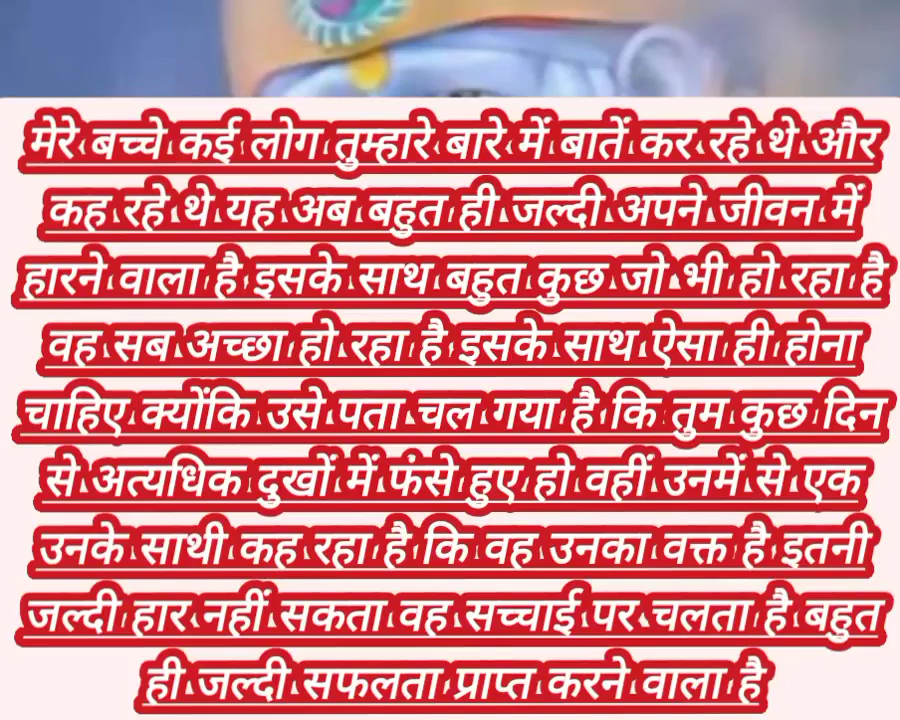 मेरे बच्चे कई लोग तुम्हारे बारे में बातें कर रहे थे और
कह रहे थे यह अब बहुत ही जल्दी अपने जीवन में
हारने वाला है इसके साथ बहुत कुछ जो भी हो रहा है
वह सब अच्छा हो रहा है इसके साथ ऐसा ही होना
चाहिए क्योंकि उसे पता चल गया है कि तुम कुछ दिन
से अत्यधिक दुखों में फंसे हुए हो वहीं उनमें से एक
उनके साथी कह रहा है कि वह उनका वक्त है इतनी
जल्दी हार नहीं सकता वह सच्चाई पर चलता है बहुत
ही जल्दी सफलता प्राप्त करने वाला है